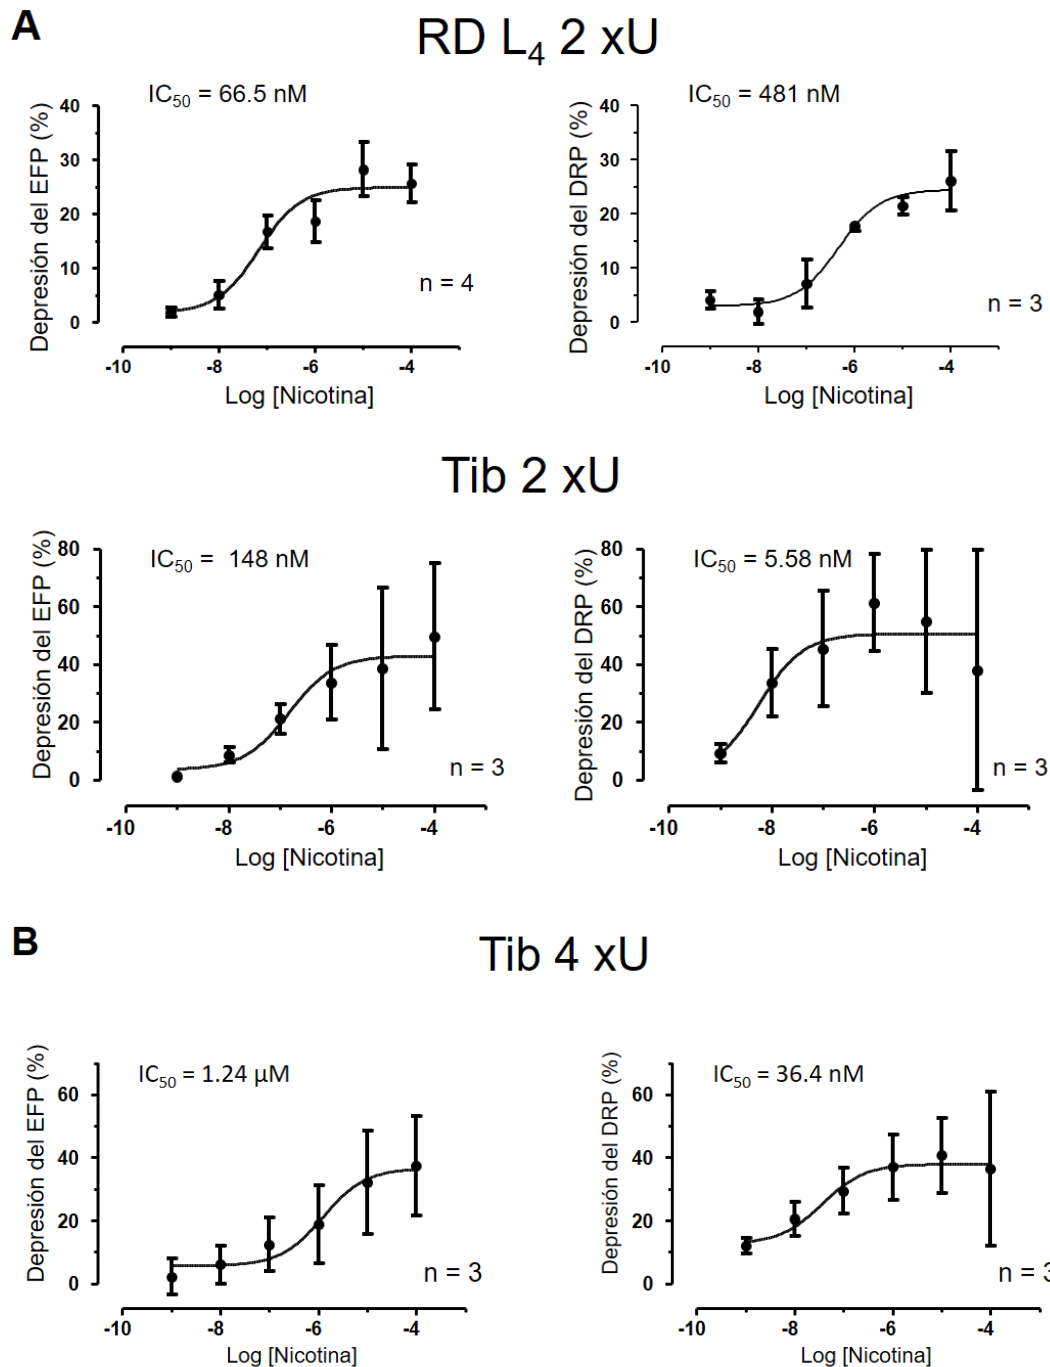 A
RD L4 2 xU
IC50 = 66.5 nM
Depresión del EFP (%)
40
30
20
10
0
n = 4
-10 -8 -6 -4
Log [Nicotina]
IC50 = 481 nM
Depresión del DRP (%)
40
30
20
10
0
n = 3
-10 -8 -6 -4
Log [Nicotina]
Tib 2 xU
IC50 = 148 nM
Depresión del EFP (%)
80
60
40
20
0
n = 3
-10 -8 -6 -4
Log [Nicotina]
IC50 = 5.58 nM
Depresión del DRP (%)
80
60
40
20
0
n = 3
-10 -8 -6 -4
Log [Nicotina]
B
Tib 4 xU
IC50 = 1.24 µM
Depresión del EFP (%)
60
40
20
0
n = 3
-10 -8 -6 -4
Log [Nicotina]
IC50 = 36.4 nM
Depresión del DRP (%)
60
40
20
0
n = 3
-10 -8 -6 -4
Log [Nicotina]